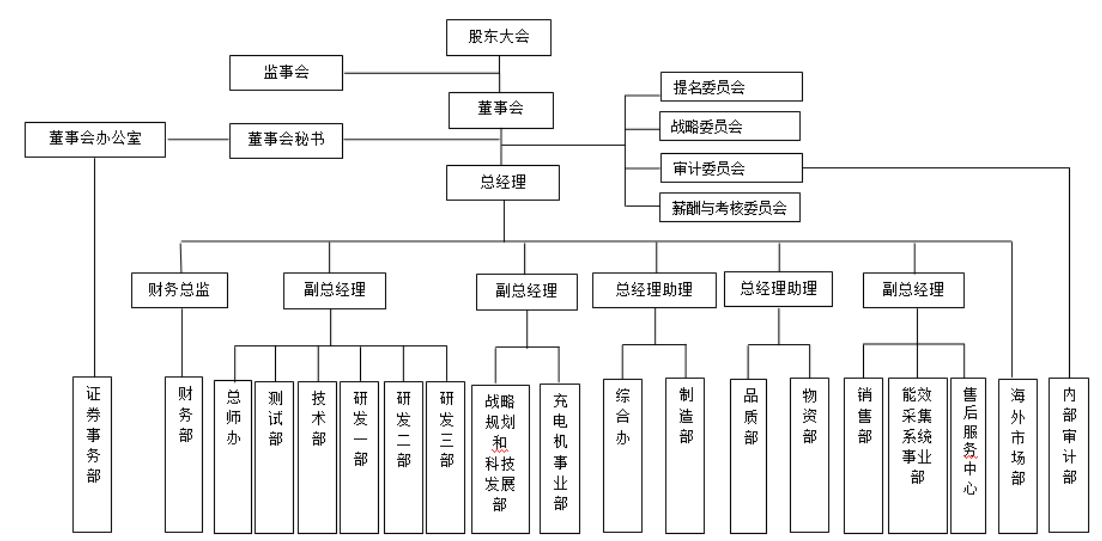 股东大会
监事会
提名委员会
董事会
战略委员会
董事会办公室
董事会秘书
审计委员会
总经理
薪酬与考核委员会
财务总监
副总经理
副总经理
总经理助理
总经理助理
副总经理
证券事务部
财务部
总师办
测试部
技术部
研发一部
研发二部
研发三部
战略
规划
和
科技
发展
部
充电机事业部
综合办
制造部
品质部
物资部
销售部
能效
采集
系统
事业
部
售后服务中心
海外市场部
内部审计部